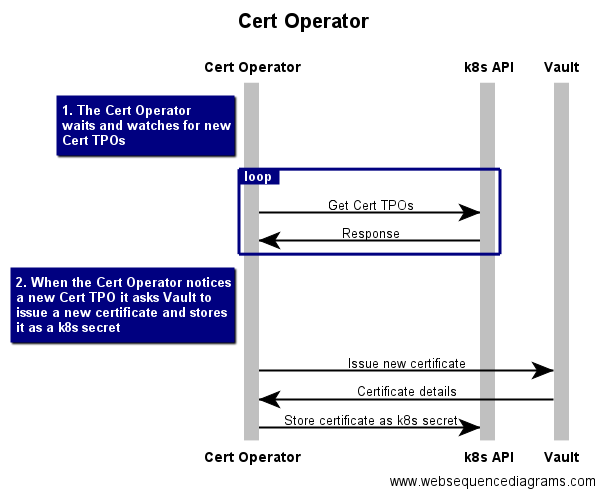 Cert Operator
Cert Operator
k8s API
Vault
1. The Cert Operator
waits and watches for new
Cert TPOs
loop
Get Cert TPOs
Response
2. When the Cert Operator notices
a new Cert TPO it asks Vault to
issue a new certificate and stores
it as a k8s secret
Issue new certificate
Certificate details
Store certificate as k8s secret
Cert Operator
k8s API
Vault
www.websequencediagrams.com